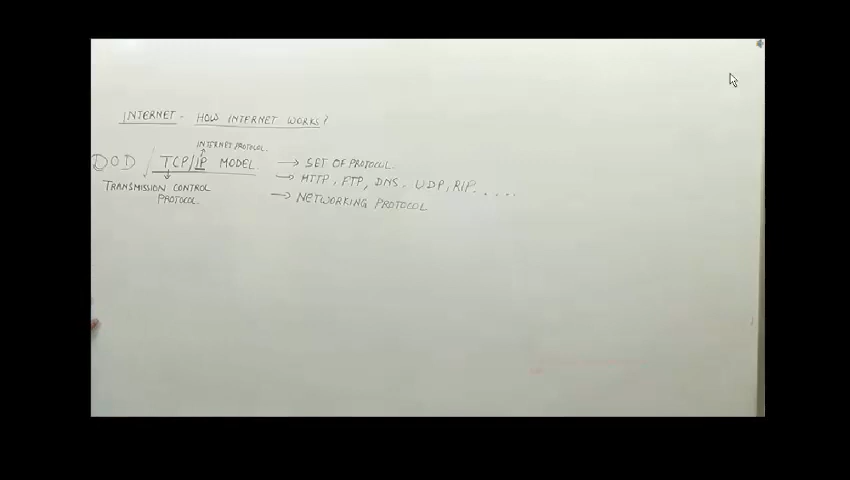 INTERNET - HOW INTERNET WORKS?
INTERNET PROTOCOL.
DOD / TCP/IP MODEL. → SET OF PROTOCOL.
→ HTTP, FTP, DNS, UDP, RIP. . . . .
TRANSMISSION CONTROL
PROTOCOL.
→ NETWORKING PROTOCOL